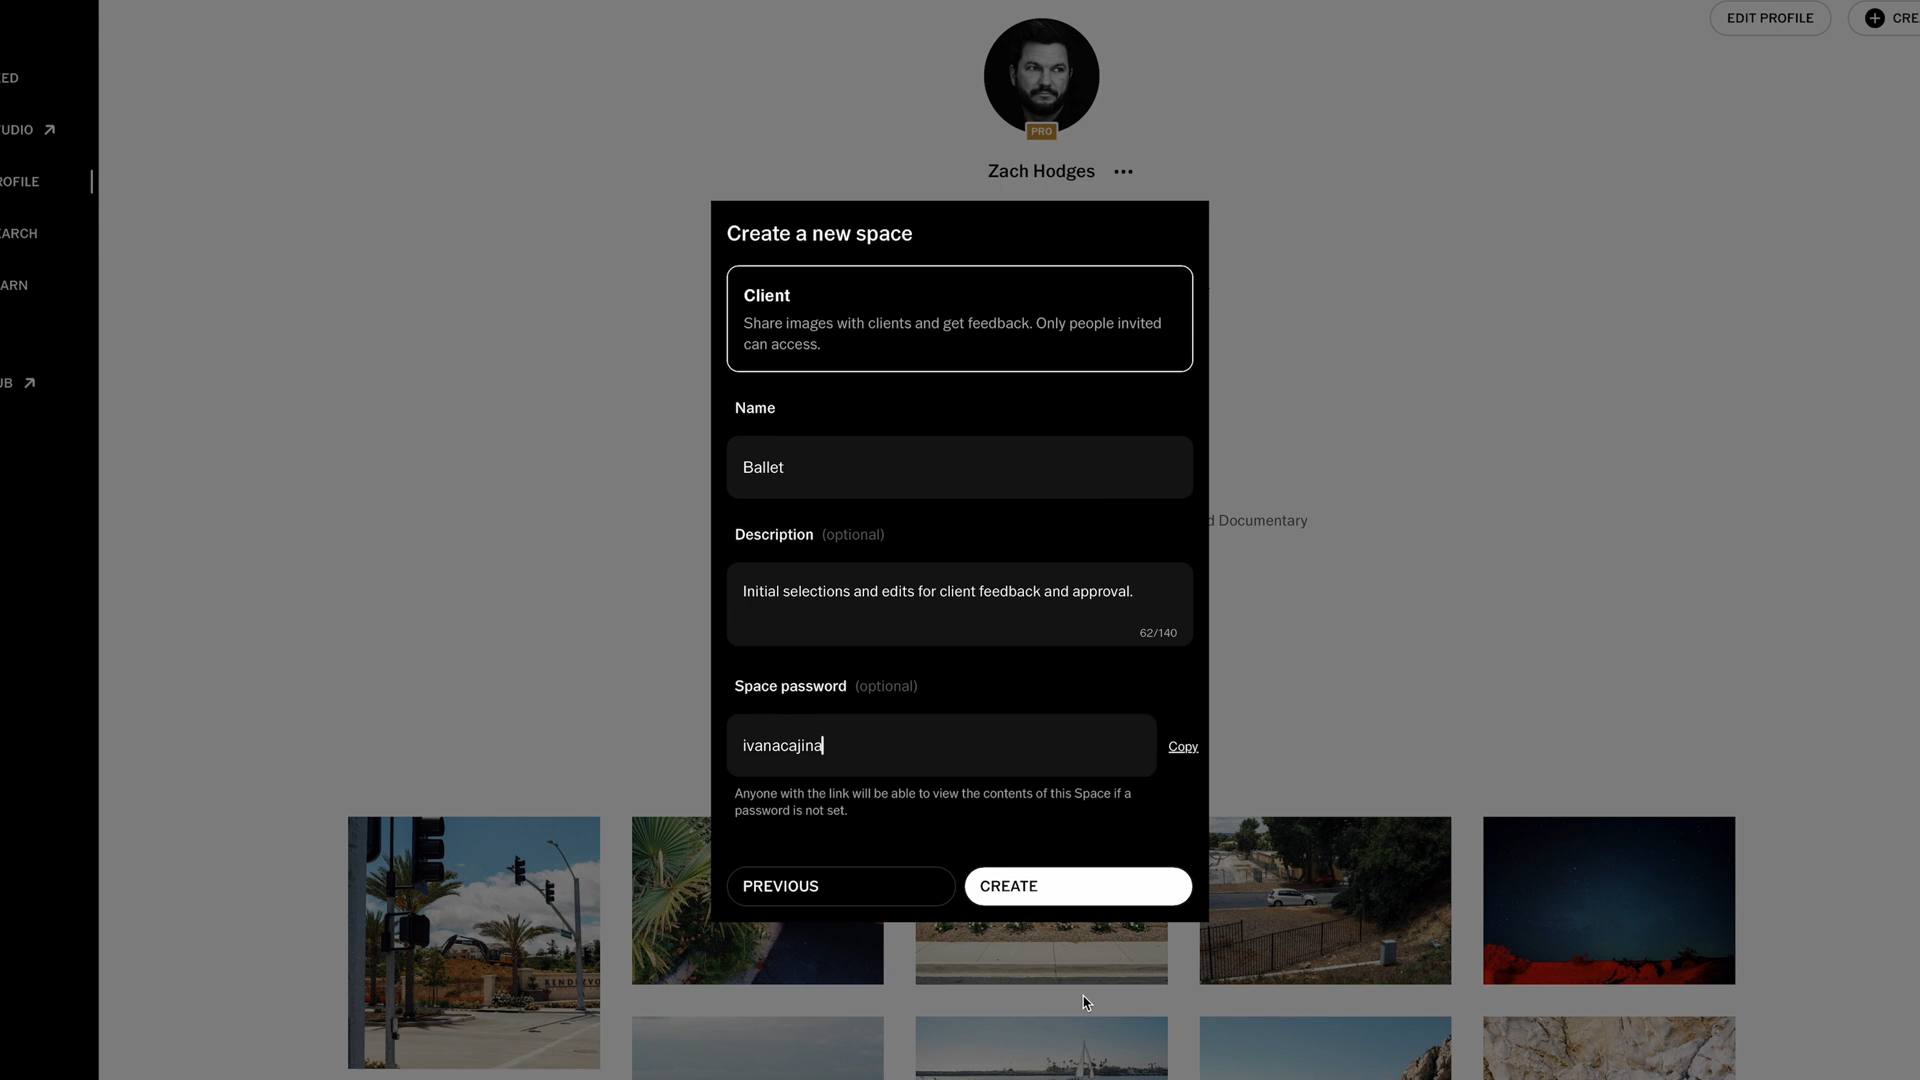 EDIT PROFILE
CRE
ED
UDIO
ROFILE
EARCH
ARN
UB
PRO
Zach Hodges
Create a new space
Client
Share images with clients and get feedback. Only people invited
can access.
Name
Ballet
Description (optional)
d Documentary
Initial selections and edits for client feedback and approval.
62/140
Space password (optional)
ivanacajina
Copy
Anyone with the link will be able to view the contents of this Space if a
password is not set.
PREVIOUS
CREATE